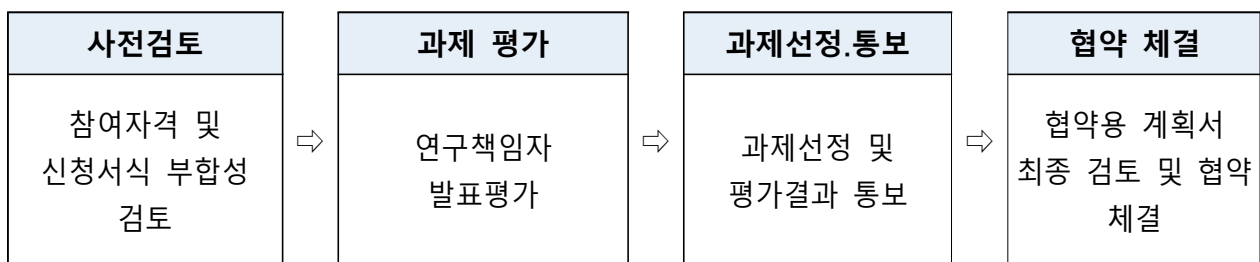 사전검토
참여자격 및
신청서식 부합성
검토
⇨
과제 평가
연구책임자
발표평가
⇨
과제선정.통보
과제선정 및
평가결과 통보
⇨
협약 체결
협약용 계획서
최종 검토 및 협약
체결